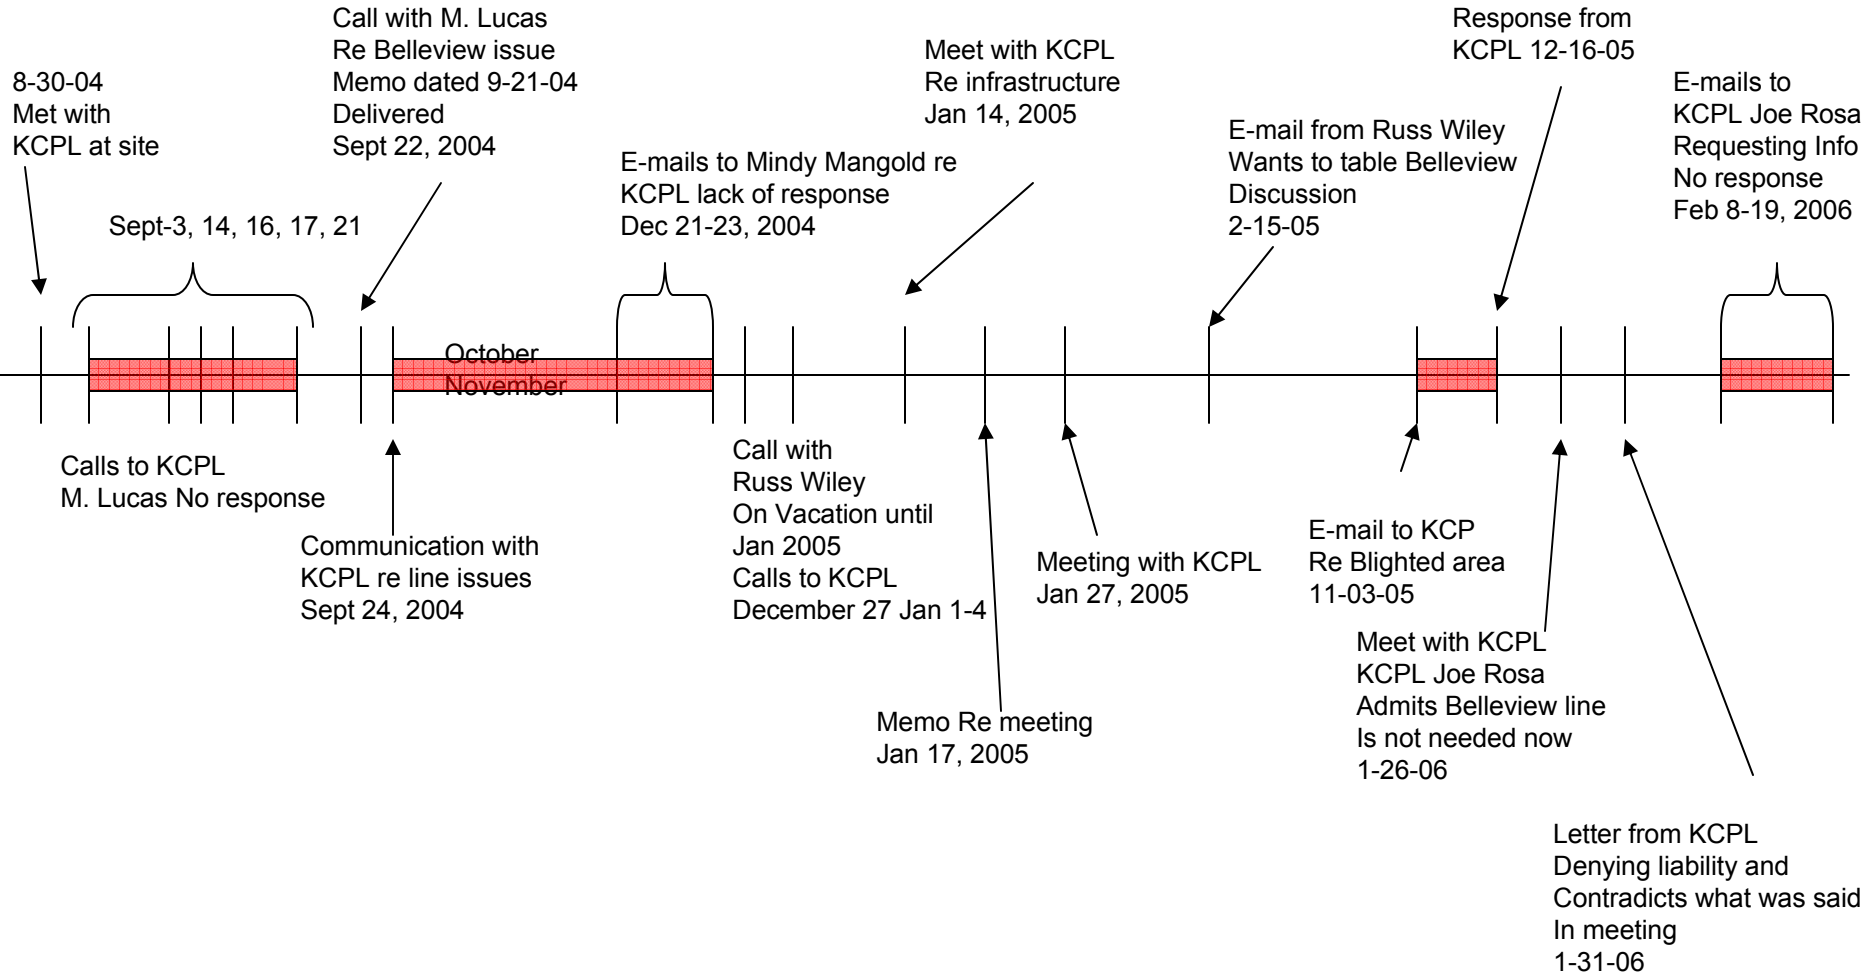 8-30-04
Met with
KCPL at site
Sept-3, 14, 16, 17, 21
Calls to KCPL
M. Lucas No response
Call with M. Lucas
Re Belleview issue
Memo dated 9-21-04
Delivered
Sept 22, 2004
Communication with
KCPL re line issues
Sept 24, 2004
October
November
E-mails to Mindy Mangold re
KCPL lack of response
Dec 21-23, 2004
Call with
Russ Wiley
On Vacation until
Jan 2005
Calls to KCPL
December 27 Jan 1-4
Meet with KCPL
Re infrastructure
Jan 14, 2005
Memo Re meeting
Jan 17, 2005
Meeting with KCPL
Jan 27, 2005
E-mail from Russ Wiley
Wants to table Belleview
Discussion
2-15-05
E-mail to KCP
Re Blighted area
11-03-05
Response from
KCPL 12-16-05
Meet with KCPL
KCPL Joe Rosa
Admits Belleview line
Is not needed now
1-26-06
Letter from KCPL
Denying liability and
Contradicts what was said
In meeting
1-31-06
E-mails to
KCPL Joe Rosa
Requesting Info
No response
Feb 8-19, 2006